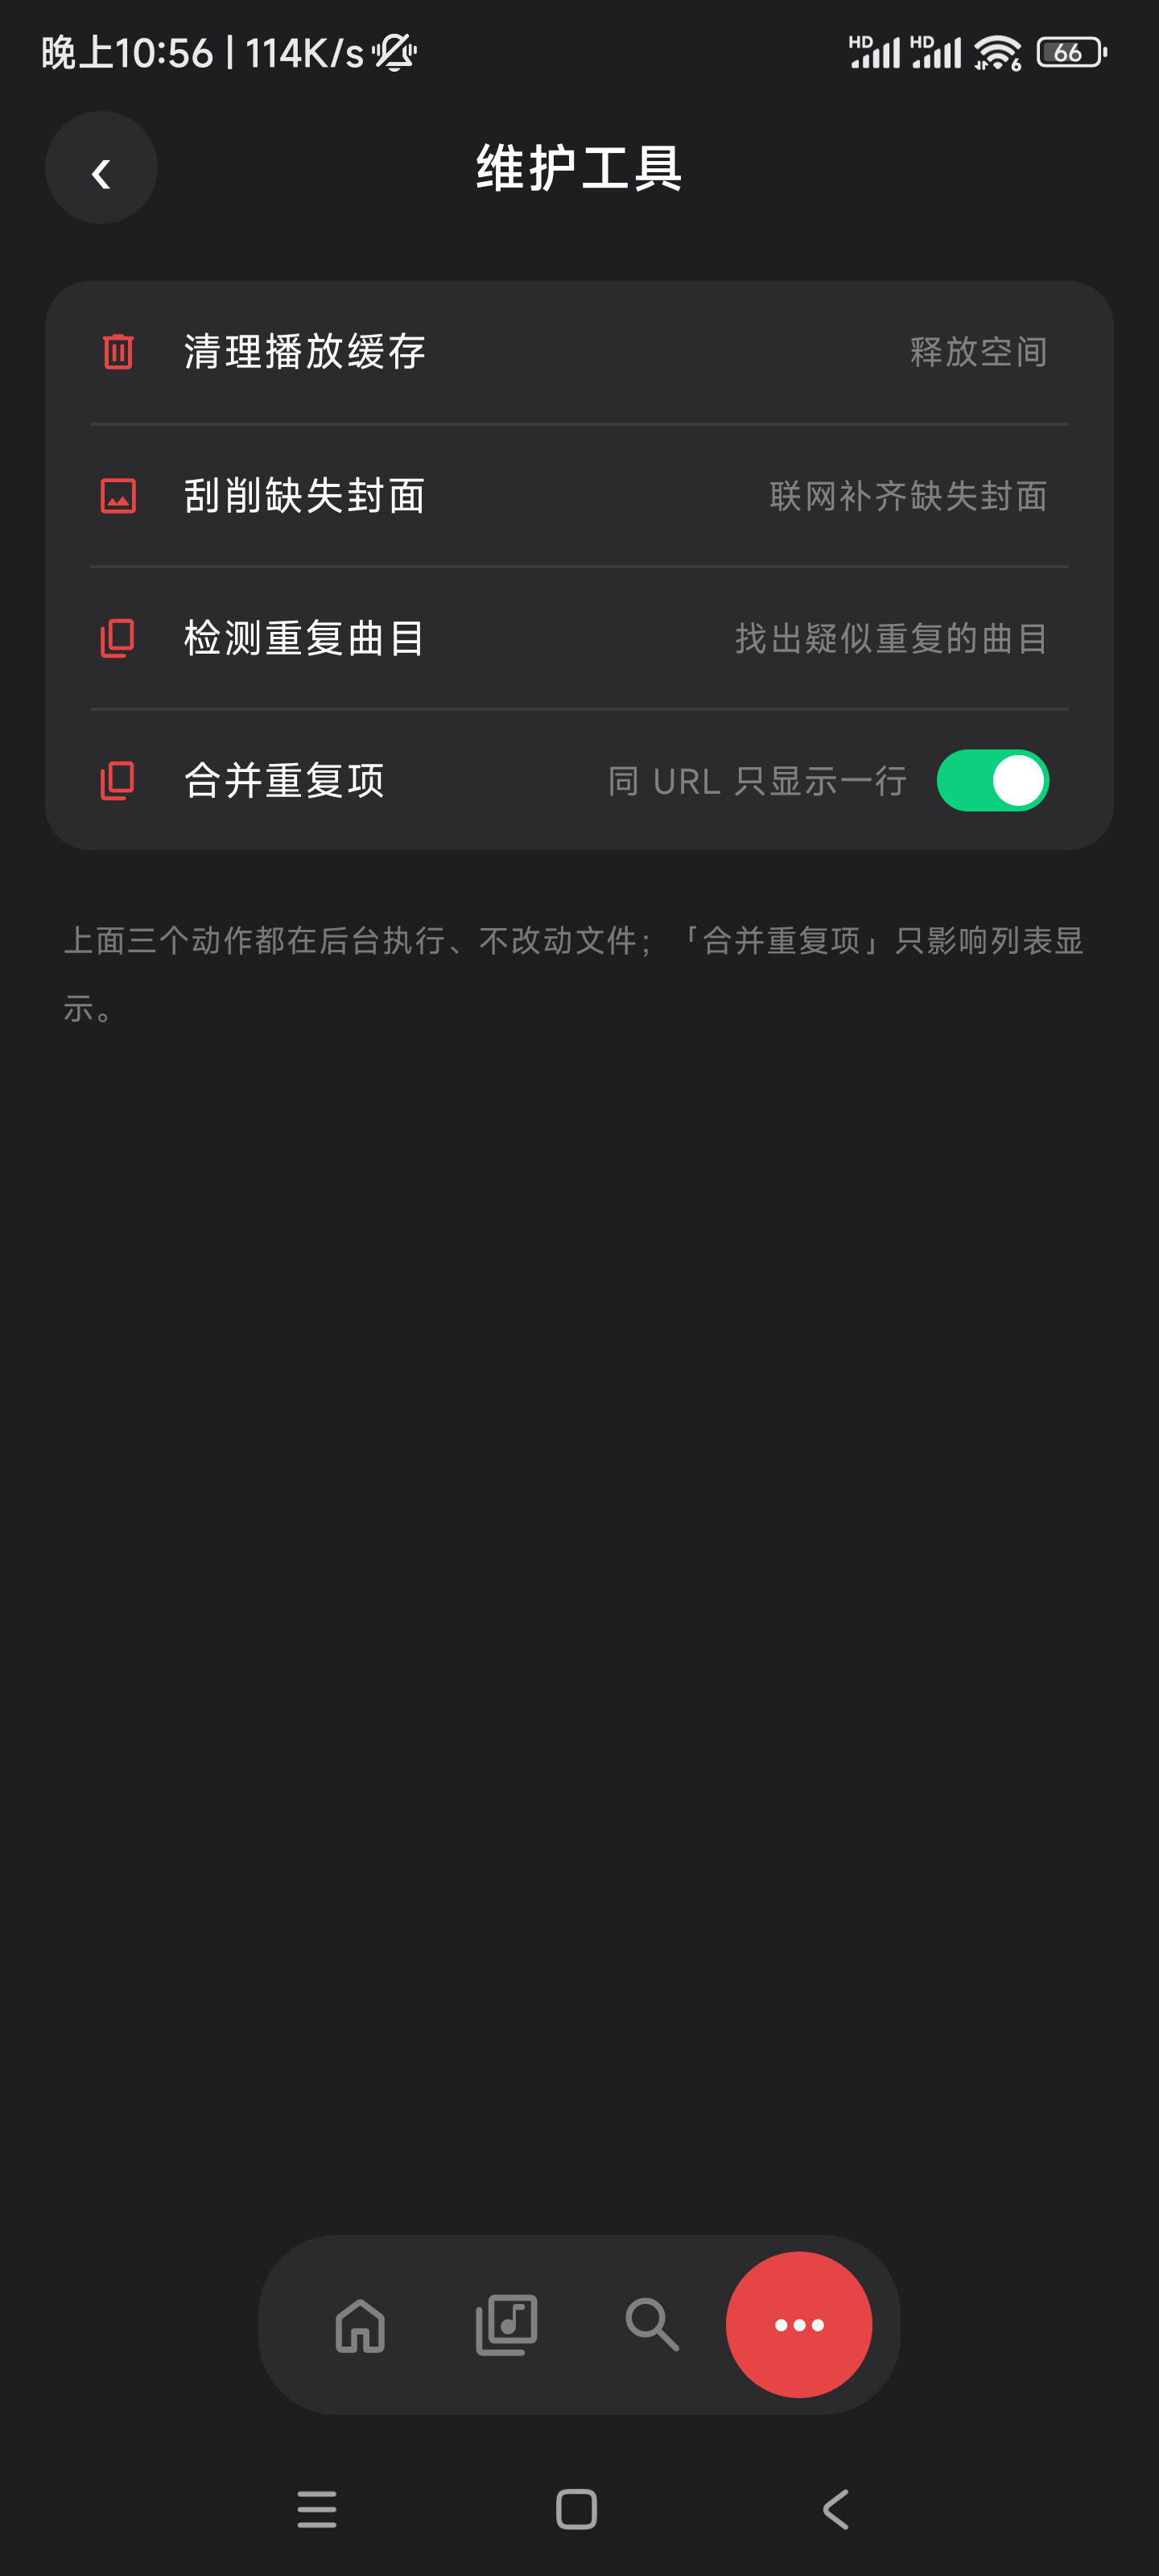 晚上10:56 | 114K/s
HD HD 6 66
维护工具
清理播放缓存 释放空间
刮削缺失封面 联网补齐缺失封面
检测重复曲目 找出疑似重复的曲目
合并重复项 同 URL 只显示一行
上面三个动作都在后台执行、不改动文件；「合并重复项」只影响列表显
示。